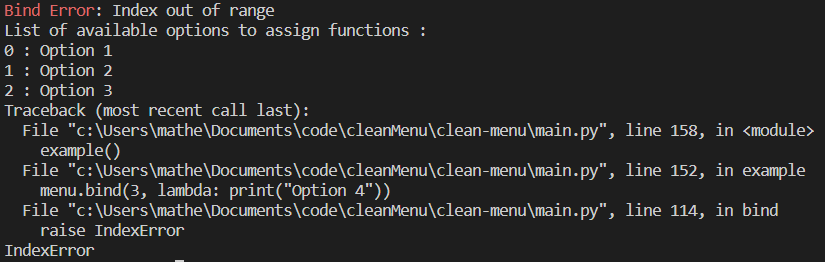 Bind Error: Index out of range
List of available options to assign functions :
0 : Option 1
1 : Option 2
2 : Option 3
Traceback (most recent call last):
  File "c:\Users\mathe\Documents\code\cleanMenu\clean-menu\main.py", line 158, in <module>
    example()
  File "c:\Users\mathe\Documents\code\cleanMenu\clean-menu\main.py", line 152, in example
    menu.bind(3, lambda: print("Option 4"))
  File "c:\Users\mathe\Documents\code\cleanMenu\clean-menu\main.py", line 114, in bind
    raise IndexError
IndexError